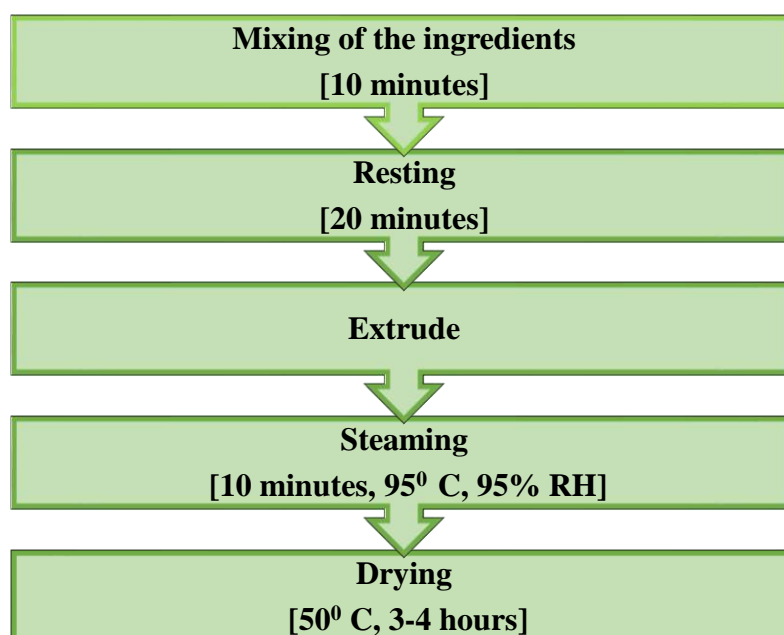 Mixing of the ingredients
[10 minutes]
Resting
[20 minutes]
Extrude
Steaming
[10 minutes, 95⁰ C, 95% RH]
Drying
[50⁰ C, 3-4 hours]